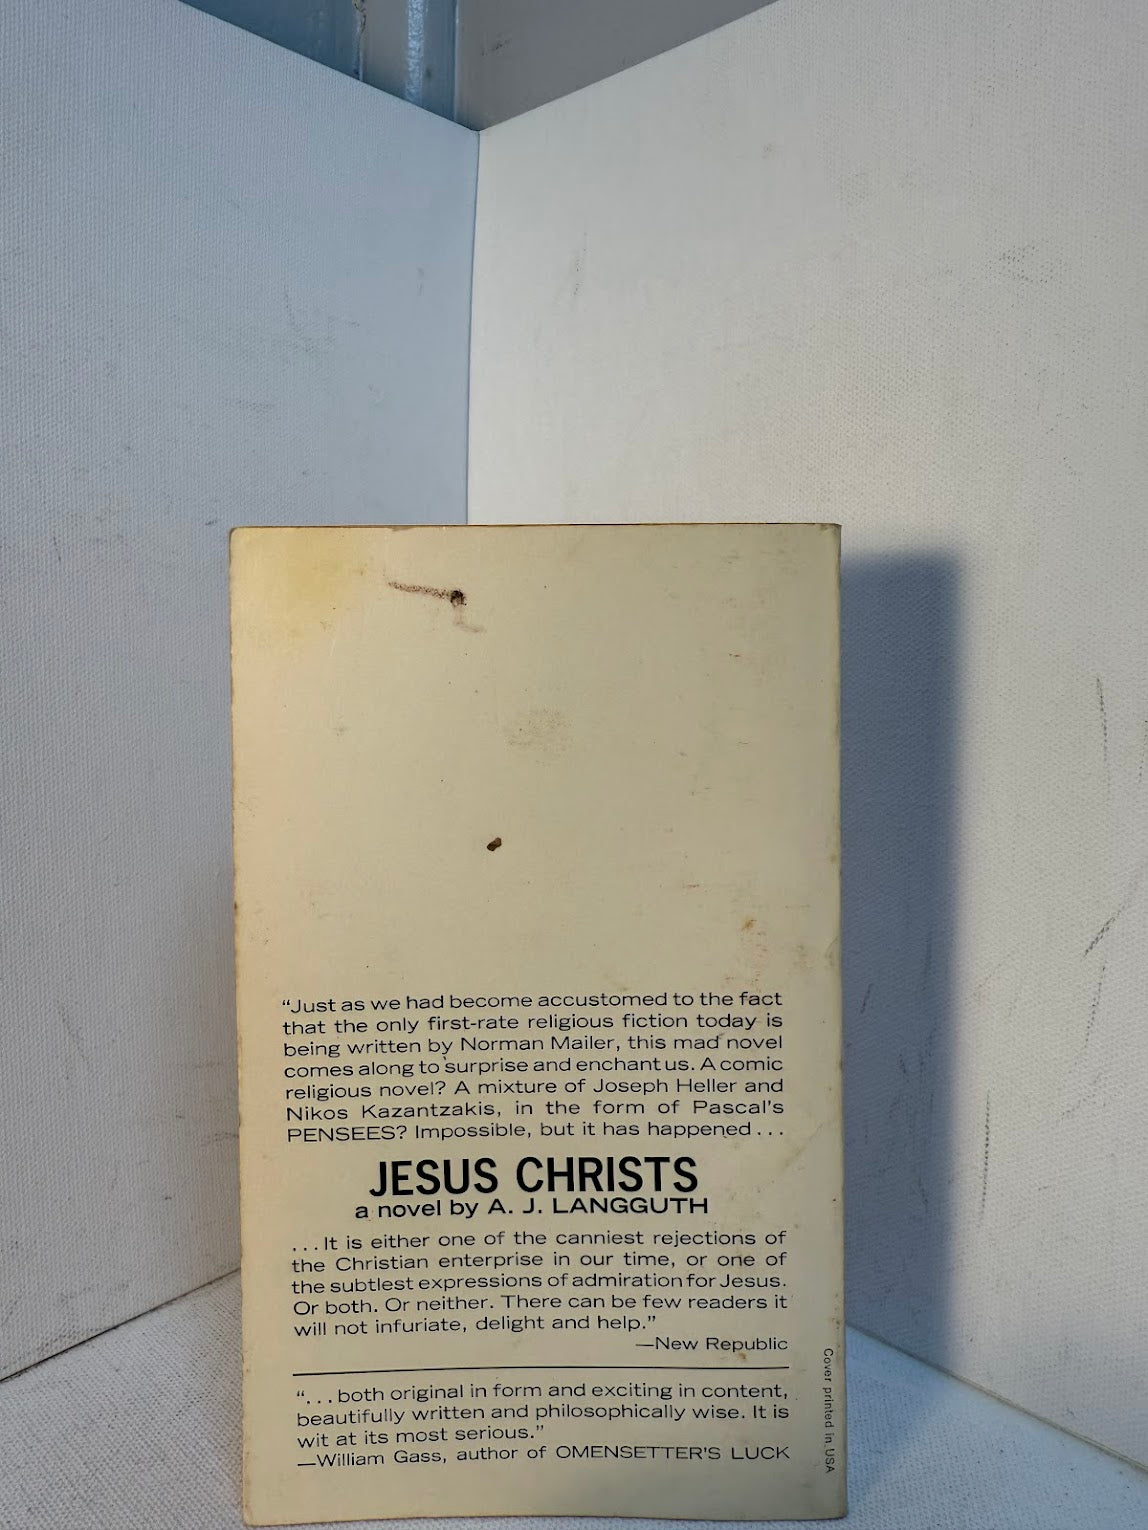 "Just as we had become accustomed to the fact
that the only first-rate religious fiction today is
being written by Norman Mailer, this mad novel
comes along to surprise and enchant us. A comic
religious novel? A mixture of Joseph Heller and
Nikos Kazantzakis, in the form of Pascal's
PENSEES? Impossible, but it has happened...
JESUS CHRISTS
a novel by A. J. LANGGUTH
...It is either one of the canniest rejections of
the Christian enterprise in our time, or one of
the subtlest expressions of admiration for Jesus.
Or both. Or neither. There can be few readers it
will not infuriate, delight and help."
—New Republic
"...both original in form and exciting in content,
beautifully written and philosophically wise. It is
wit at its most serious."
—William Gass, author of OMENSETTER'S LUCK
Cover printed in USA